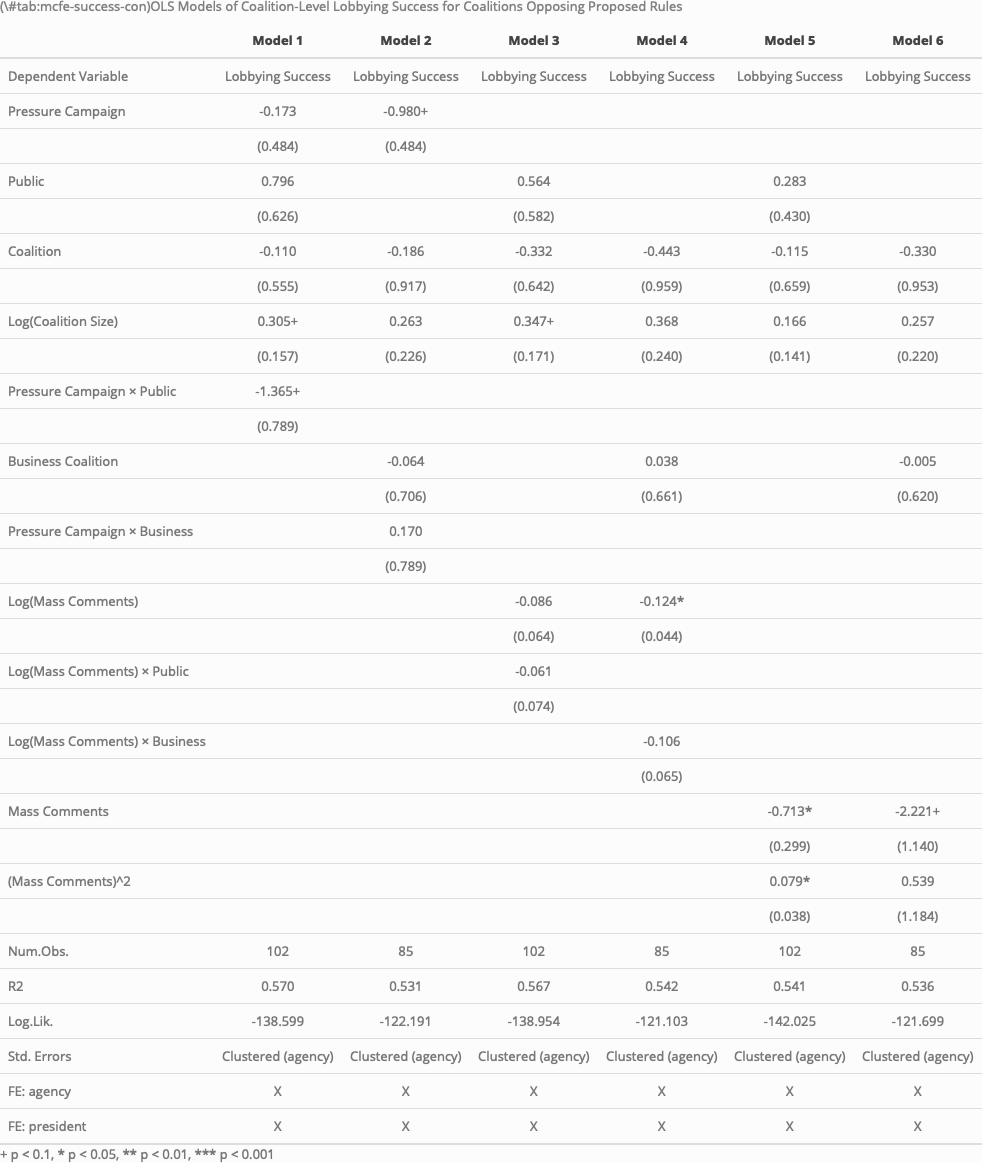 (\#tab:mcfe-success-con)OLS Models of Coalition-Level Lobbying Success for Coalitions Opposing Proposed Rules
Model 1 Model 2 Model 3 Model 4 Model 5 Model 6
Dependent Variable Lobbying Success Lobbying Success Lobbying Success Lobbying Success Lobbying Success Lobbying Success
Pressure Campaign -0.173 -0.980+
(0.484) (0.484)
Public 0.796 0.564 0.283
(0.626) (0.582) (0.430)
Coalition -0.110 -0.186 -0.332 -0.443 -0.115 -0.330
(0.555) (0.917) (0.642) (0.959) (0.659) (0.953)
Log(Coalition Size) 0.305+ 0.263 0.347+ 0.368 0.166 0.257
(0.157) (0.226) (0.171) (0.240) (0.141) (0.220)
Pressure Campaign × Public -1.365+
(0.789)
Business Coalition -0.064 0.038 -0.005
(0.706) (0.661) (0.620)
Pressure Campaign × Business 0.170
(0.789)
Log(Mass Comments) -0.086 -0.124*
(0.064) (0.044)
Log(Mass Comments) × Public -0.061
(0.074)
Log(Mass Comments) × Business -0.106
(0.065)
Mass Comments -0.713* -2.221+
(0.299) (1.140)
(Mass Comments)^2 0.079* 0.539
(0.038) (1.184)
Num.Obs. 102 85 102 85 102 85
R2 0.570 0.531 0.567 0.542 0.541 0.536
Log.Lik. -138.599 -122.191 -138.954 -121.103 -142.025 -121.699
Std. Errors Clustered (agency) Clustered (agency) Clustered (agency) Clustered (agency) Clustered (agency) Clustered (agency)
FE: agency X X X X X X
FE: president X X X X X X
+ p < 0.1, * p < 0.05, ** p < 0.01, *** p < 0.001